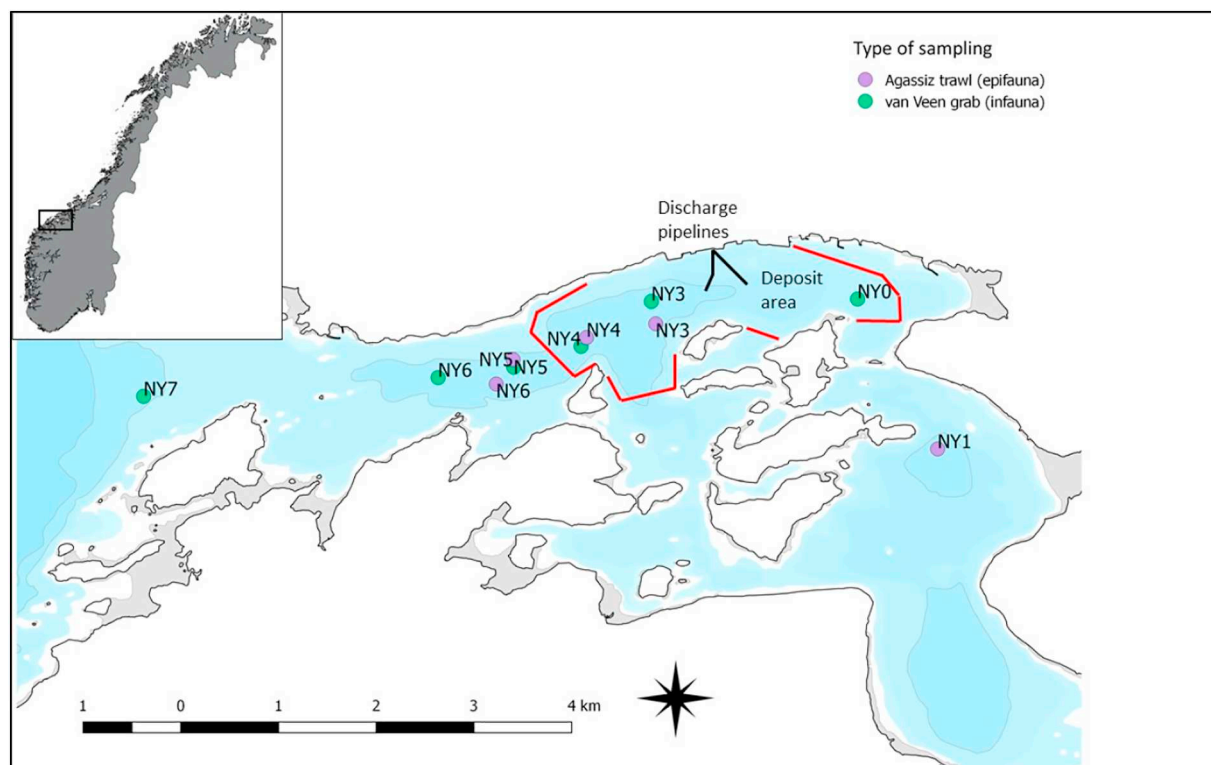 Type of sampling
Agassiz trawl (epifauna)
van Veen grab (infauna)
Discharge
pipelines
Deposit
area
NY3
NY0
NY3
NY4
NY4
NY5
NY5
NY6
NY6
NY7
NY1
1 0 1 2 3 4 km